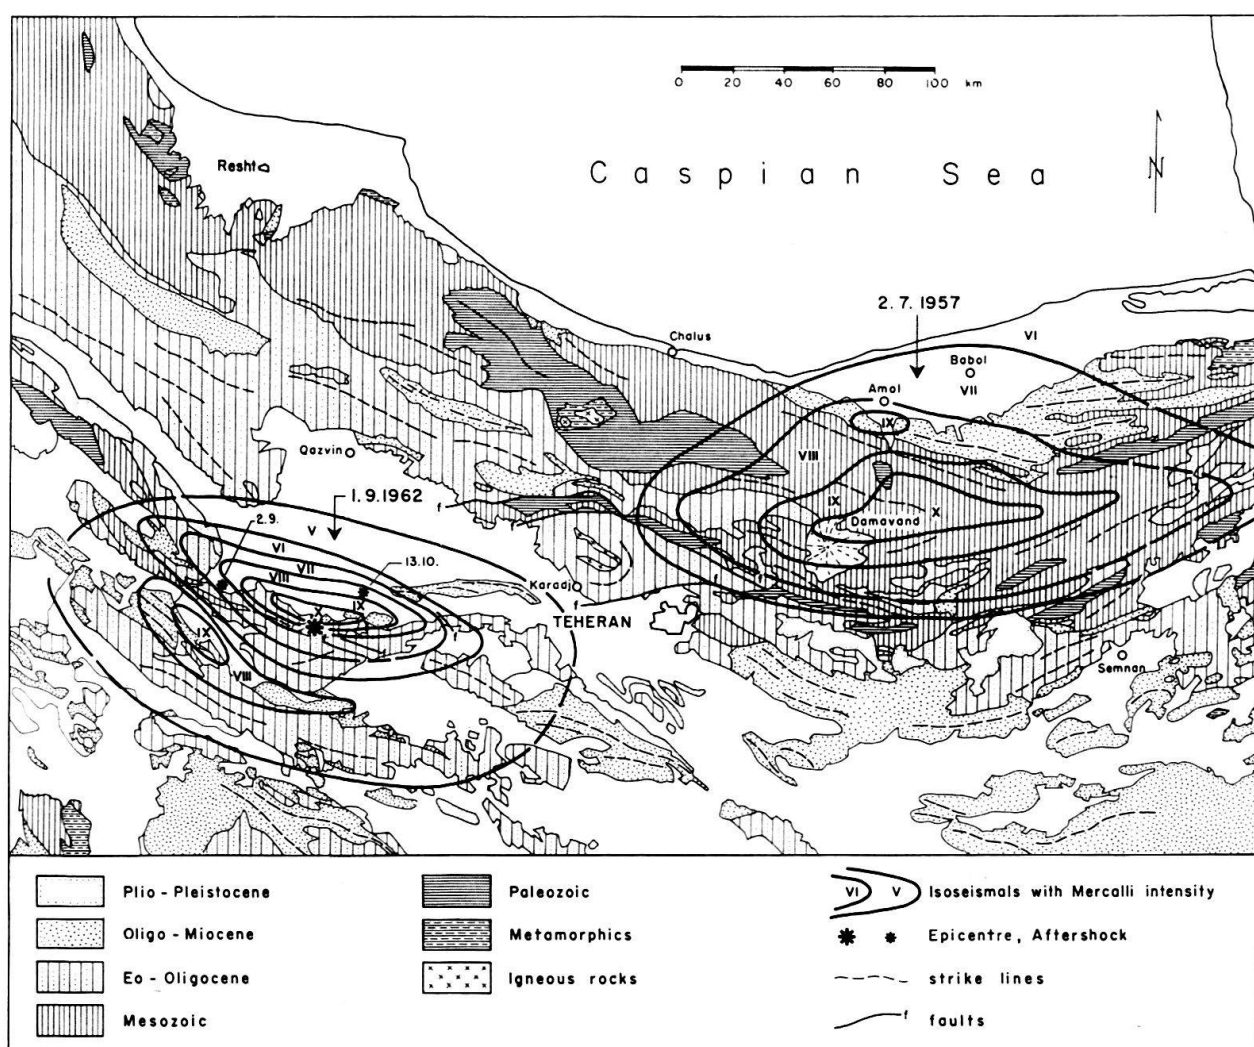 0 20 40 60 80 100 km
Resht
Caspian Sea
N
2.7.1957
Chalus
VI
Babol
Amol
VII
IX
Qazvin
VIII
1.9.1962
f
IX
X
2.9.
V
Damavand
f
VI
13.10.
VII
VIII
Karadj
f
f
f
IX
X
f
TEHERAN
f
f
IX
Semnan
VIII
Plio-Pleistocene
Paleozoic
VI V Isoseismals with Mercalli intensity
Oligo-Miocene
Metamorphics
Epicentre, Aftershock
Eo-Oligocene
Igneous rocks
strike lines
Mesozoic
f faults